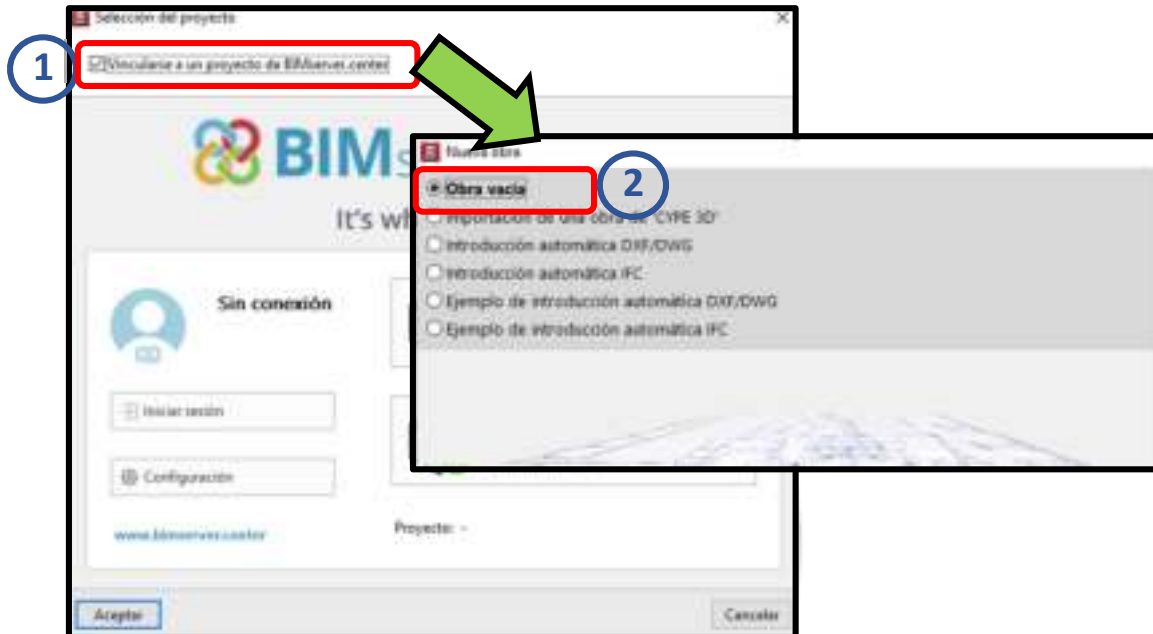 Selección del proyecto
1
Vincularse a un proyecto de BIMserver.center
BIMs
It's wh
Sin conexión
Iniciar sesión
Configuración
www.bimserver.center
Proyecto: -
Aceptar
Cancelar
Nueva obra
2
Obra vacía
Importación de una obra de 'CYPE 3D'
Introducción automática DXF/DWG
Introducción automática IFC
Ejemplo de introducción automática DXF/DWG
Ejemplo de introducción automática IFC